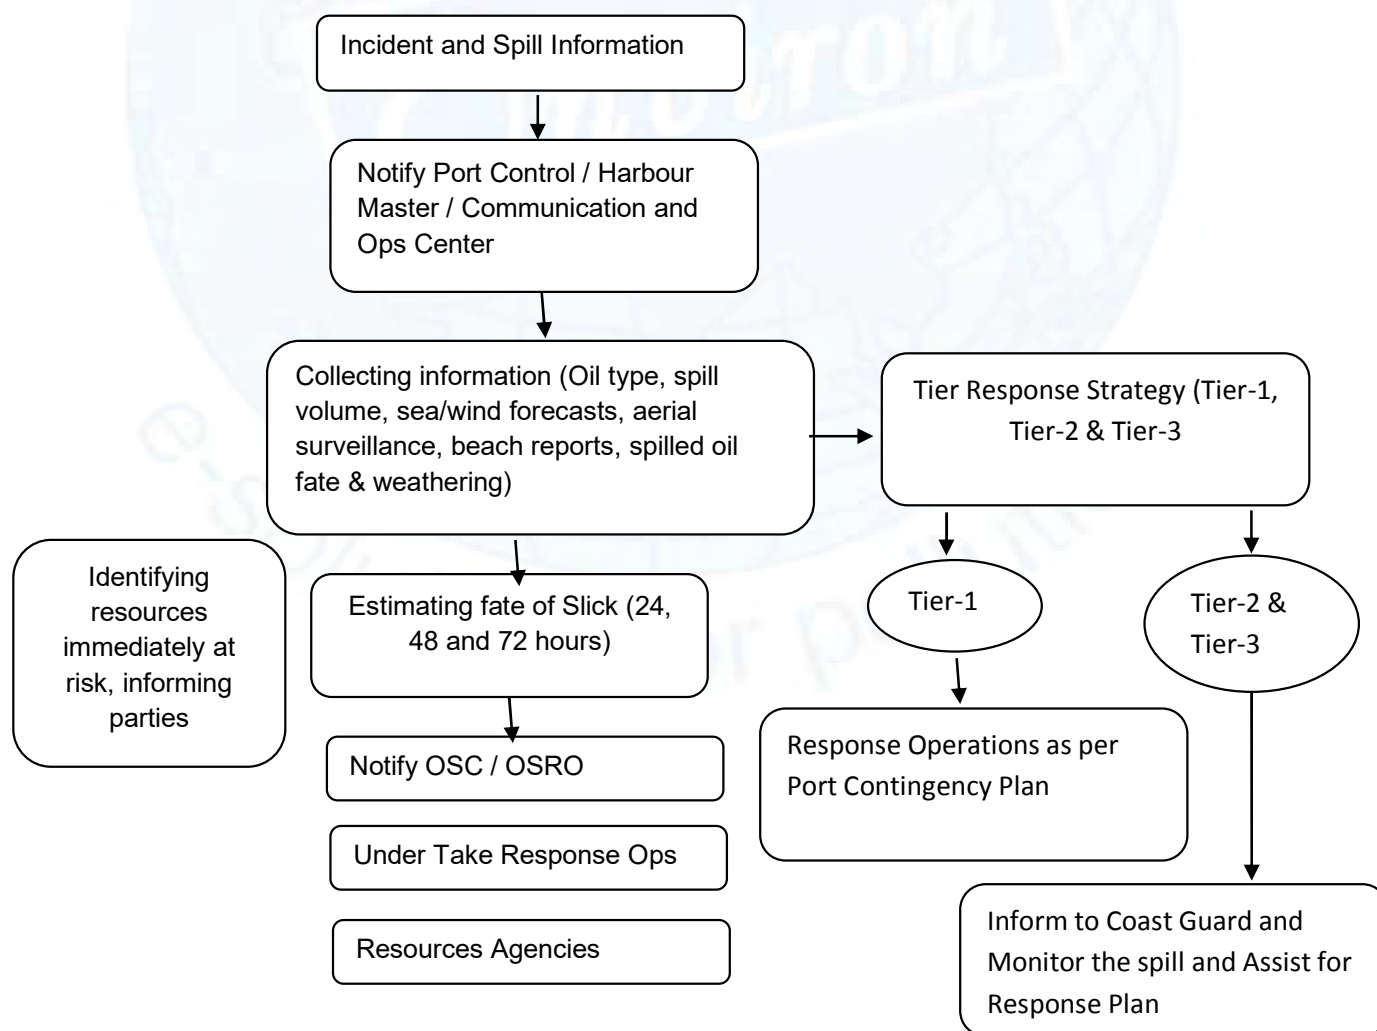 Incident and Spill Information
Notify Port Control / Harbour
Master / Communication and
Ops Center
Collecting information (Oil type, spill
volume, sea/wind forecasts, aerial
surveillance, beach reports, spilled oil
fate & weathering)
Tier Response Strategy (Tier-1,
Tier-2 & Tier-3
Identifying
resources
immediately at
risk, informing
parties
Estimating fate of Slick (24,
48 and 72 hours)
Tier-1
Tier-2 &
Tier-3
Notify OSC / OSRO
Response Operations as per
Port Contingency Plan
Under Take Response Ops
Resources Agencies
Inform to Coast Guard and
Monitor the spill and Assist for
Response Plan